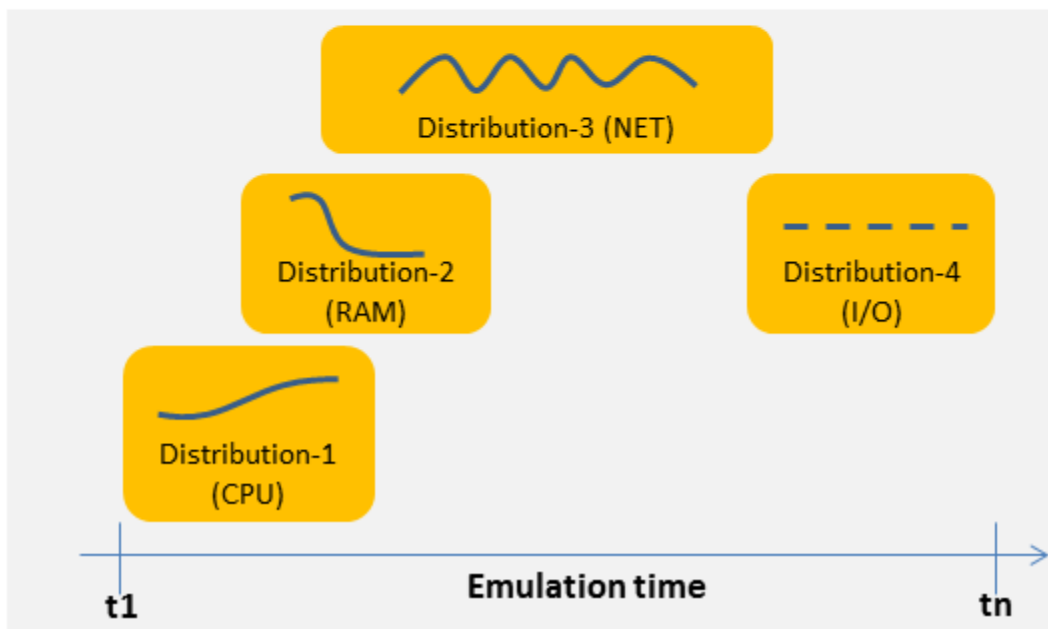 Distribution-3 (NET)
Distribution-2
(RAM)
Distribution-4
(I/O)
Distribution-1
(CPU)
t1
Emulation time
tn